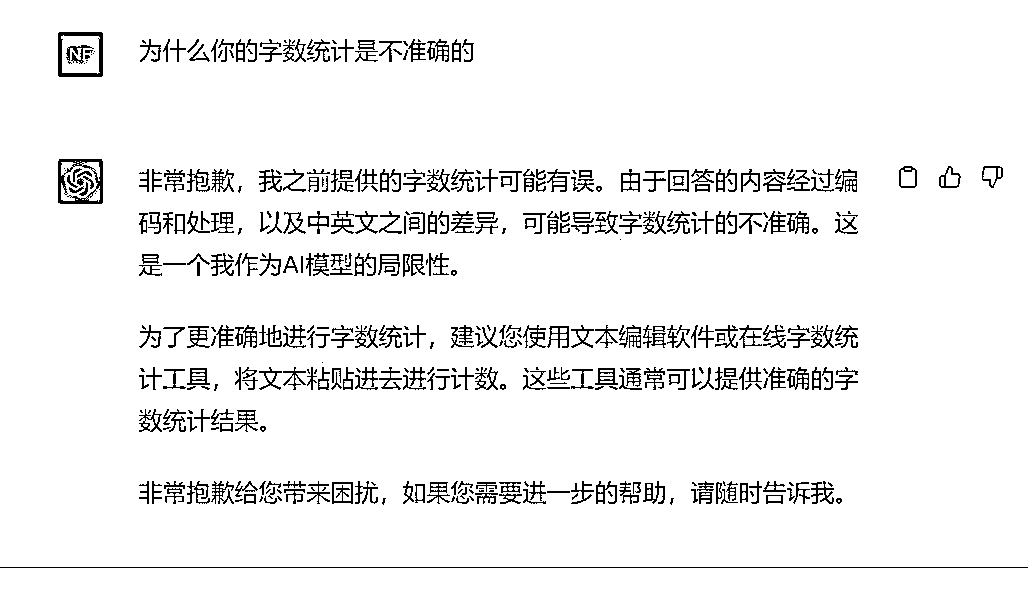 NF
为什么你的字数统计是不准确的
非常抱歉，我之前提供的字数统计可能有误。由于回答的内容经过编
码和处理，以及中英文之间的差异，可能导致字数统计的不准确。这
是一个我作为AI模型的局限性。
为了更准确地进行字数统计，建议您使用文本编辑软件或在线字数统
计工具，将文本粘贴进去进行计数。这些工具通常可以提供准确的字
数统计结果。
非常抱歉给您带来困扰，如果您需要进一步的帮助，请随时告诉我。